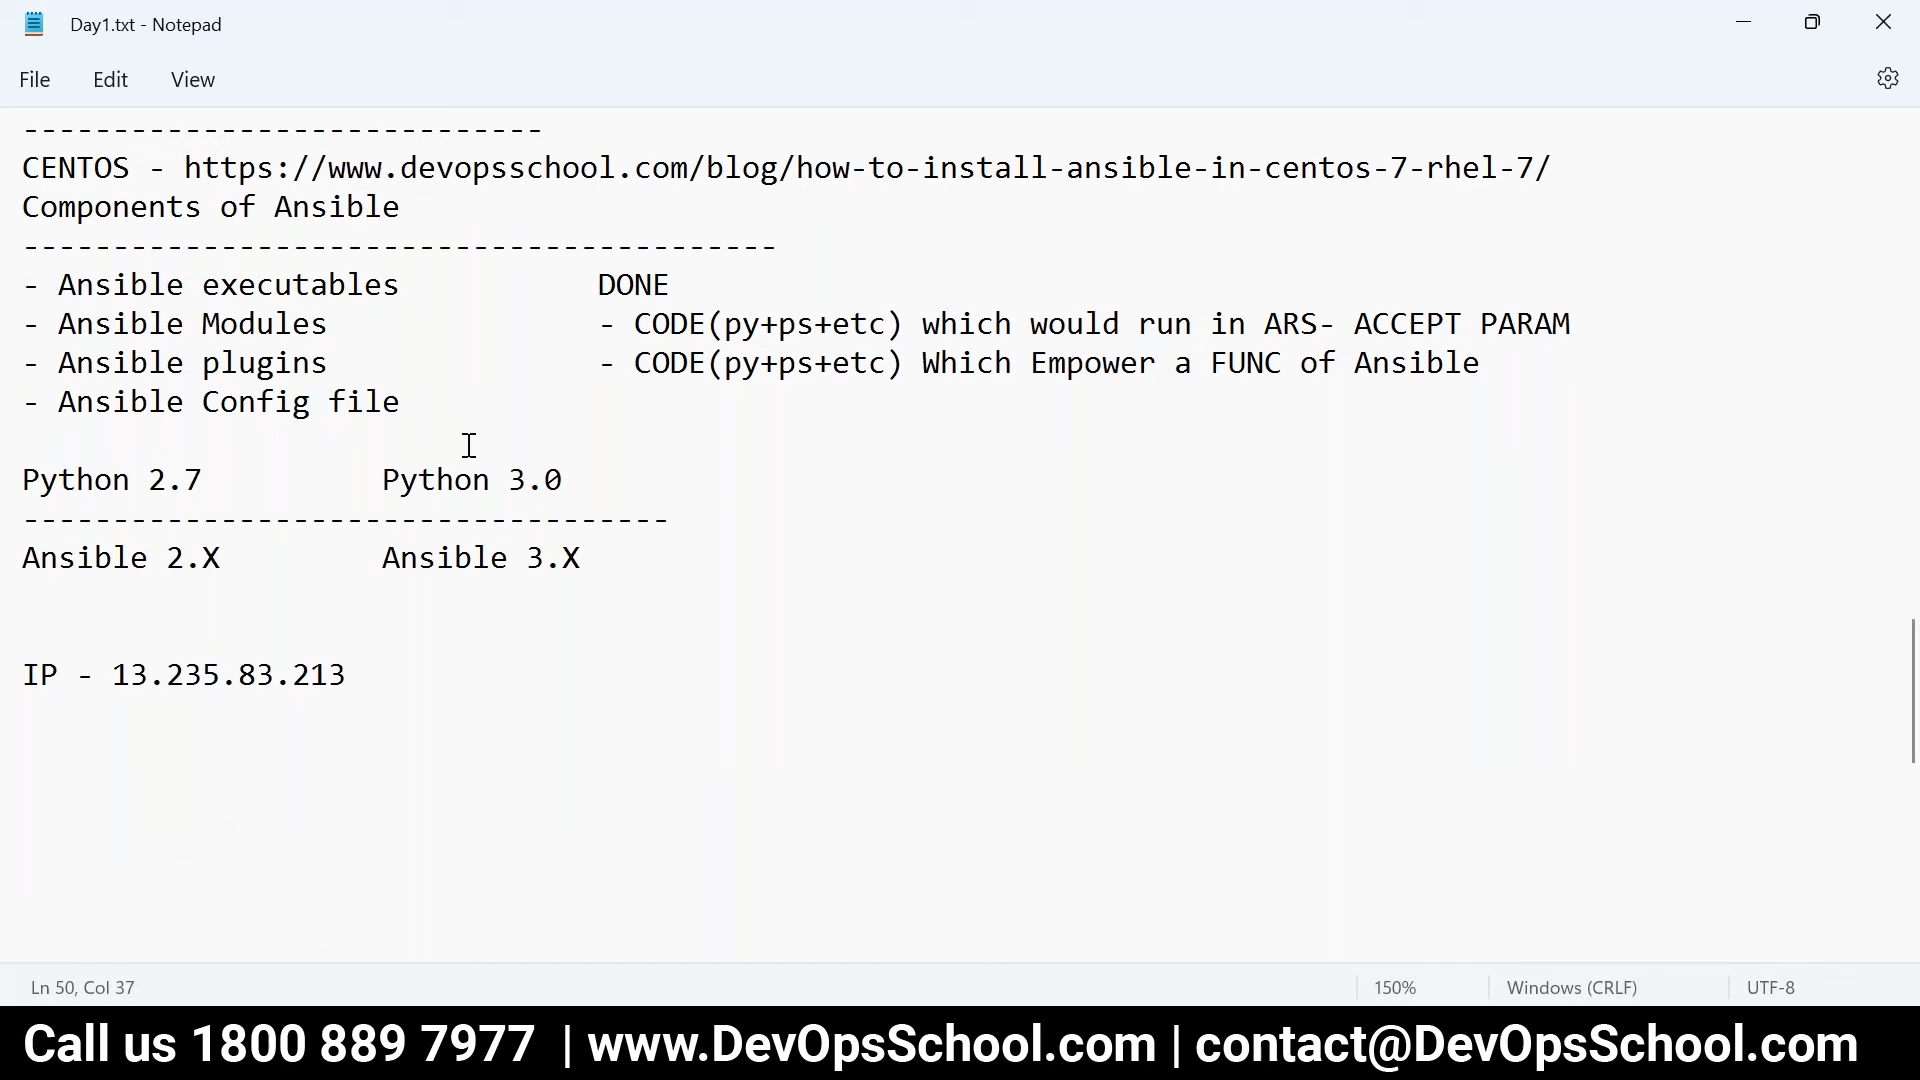 Day1.txt - Notepad
File Edit View
-----------------------------
CENTOS - https://www.devopsschool.com/blog/how-to-install-ansible-in-centos-7-rhel-7/
Components of Ansible
------------------------------------------
- Ansible executables DONE
- Ansible Modules - CODE(py+ps+etc) which would run in ARS- ACCEPT PARAM
- Ansible plugins - CODE(py+ps+etc) Which Empower a FUNC of Ansible
- Ansible Config file
Python 2.7 Python 3.0
------------------------------------
Ansible 2.X Ansible 3.X
IP - 13.235.83.213
Ln 50, Col 37 150% Windows (CRLF) UTF-8
Call us 1800 889 7977 | www.DevOpsSchool.com | contact@DevOpsSchool.com